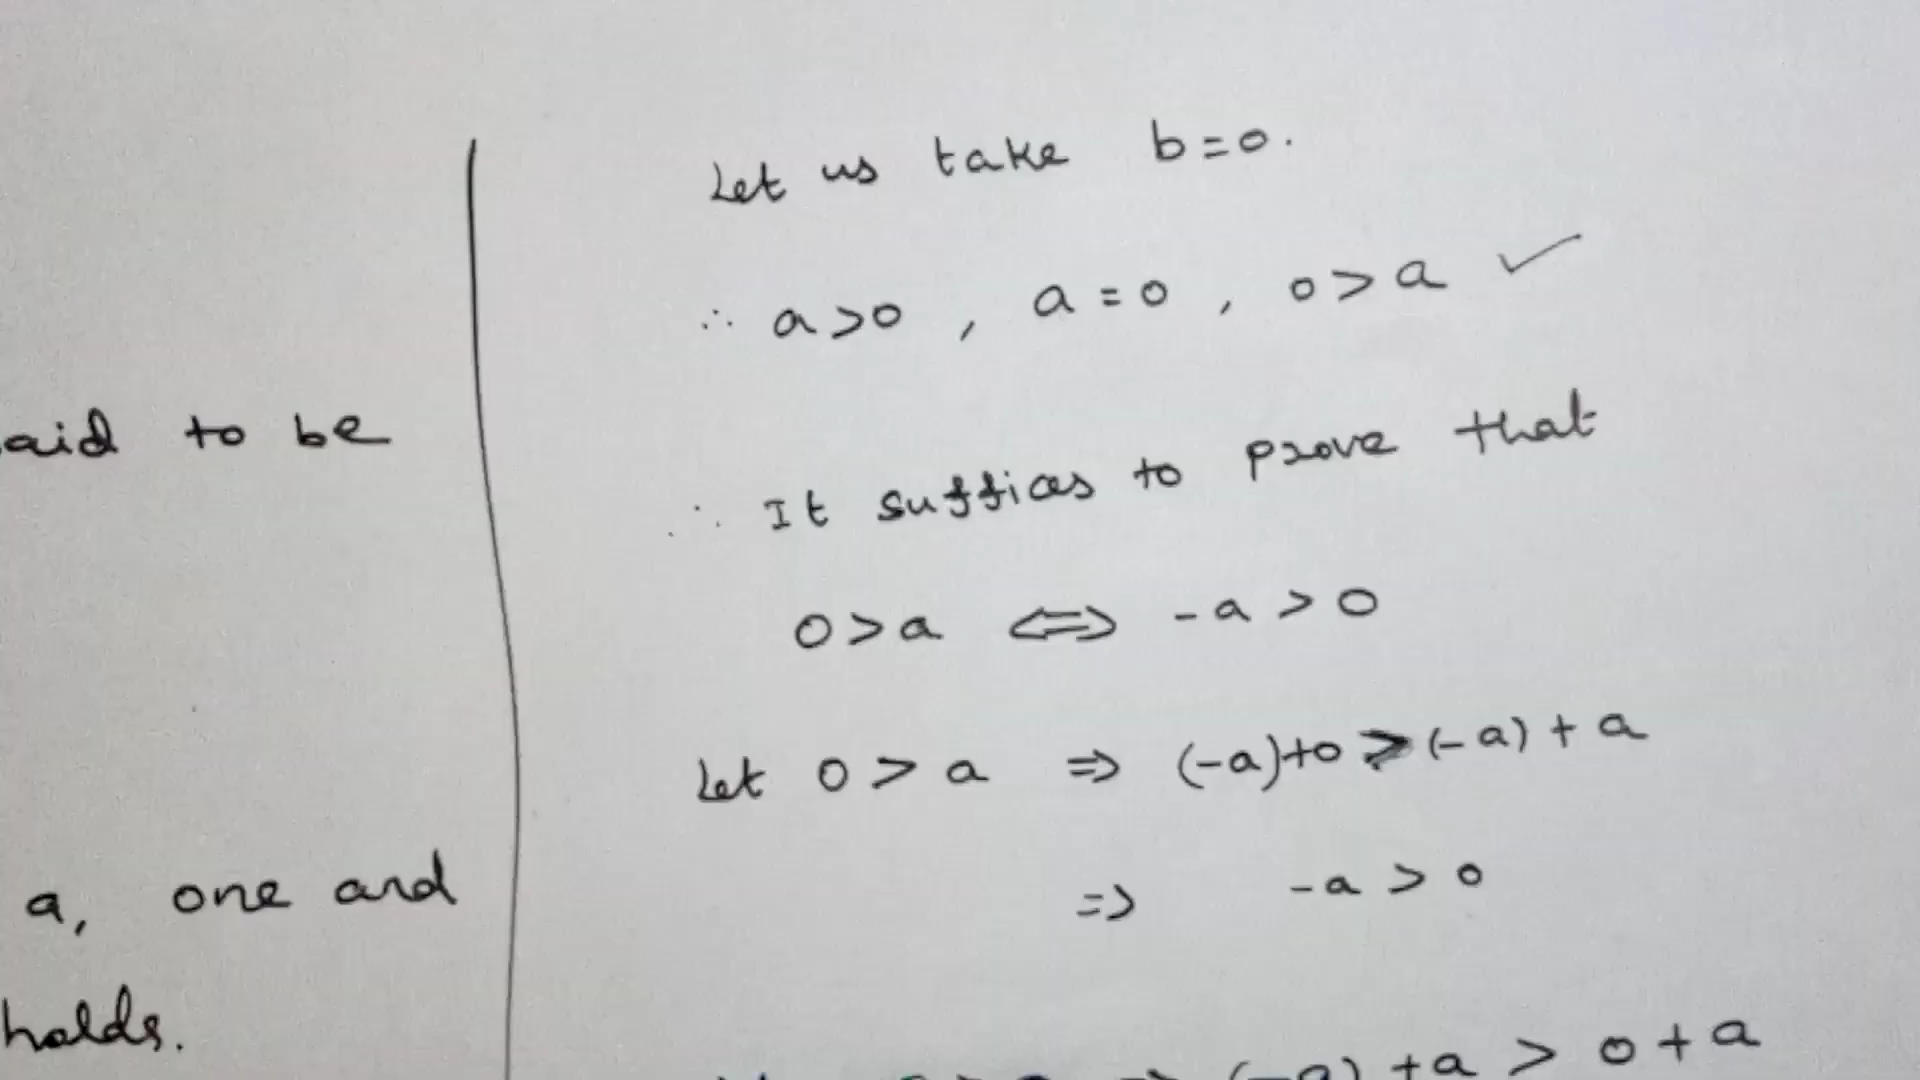 said to be
a, one and
holds.
Let us take b=0.
∴ a>0 , a=0 , 0>a ✓
∴ It suffices to prove that
0>a ⟺ -a>0
Let 0>a ⇒ (-a)+0 > (-a)+a
⇒ -a>0
⇒ (-a)+a > 0+a